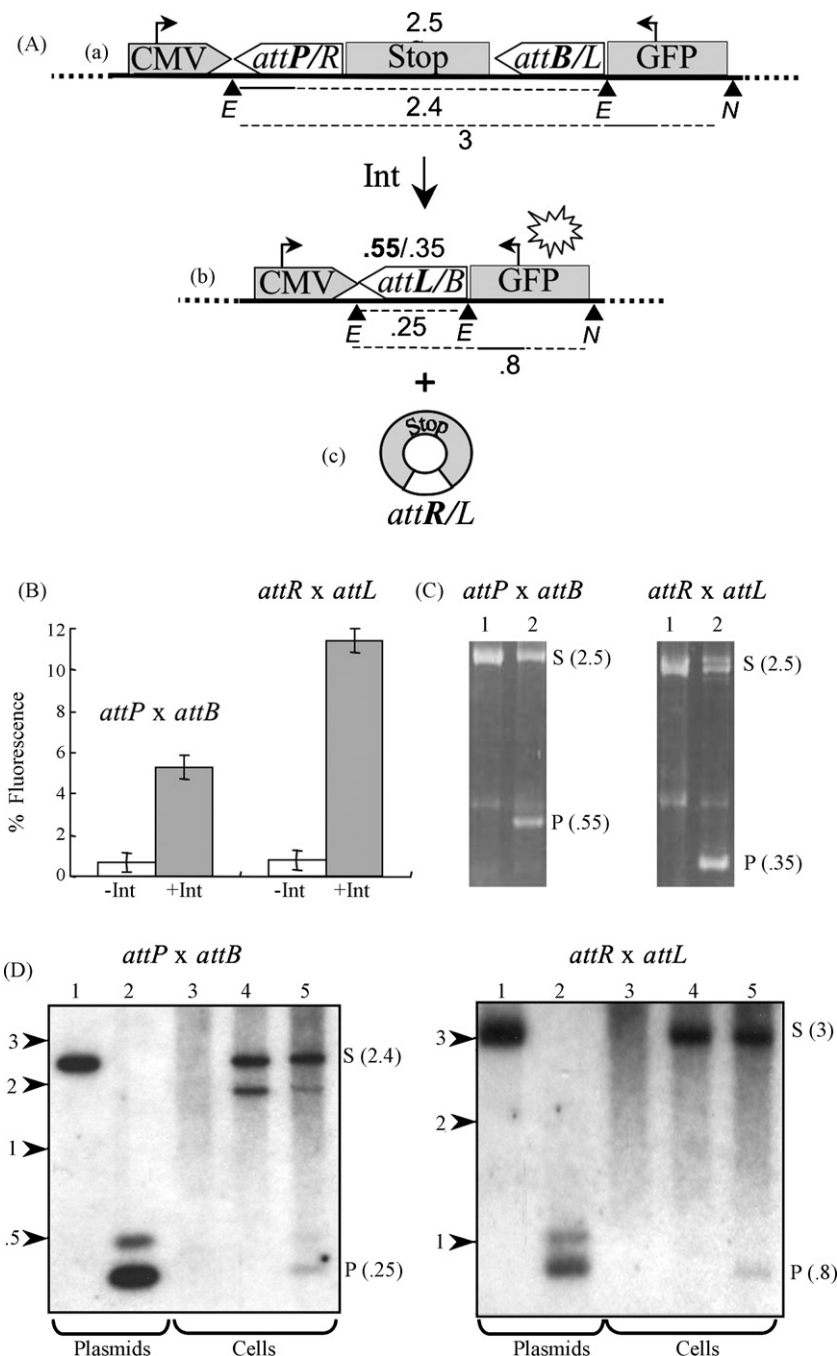 (A)
(a)
2.5
CMV
attP/R
Stop
attB/L
GFP
E
E
N
2.4
3
Int
(b)
.55/.35
CMV
attL/B
GFP
E
E
N
.25
.8
+
(c)
Stop
attR/L
(B)
attR x attL
attP x attB
% Fluorescence
12
10
8
6
4
2
0
-Int +Int -Int +Int
(C)
attP x attB attR x attL
1 2 1 2
S (2.5) S (2.5)
P (.55)
P (.35)
(D)
attP x attB
1 2 3 4 5
3
2
1
.5
S (2.4)
P (.25)
Plasmids Cells
attR x attL
1 2 3 4 5
3
2
1
S (3)
P (.8)
Plasmids Cells